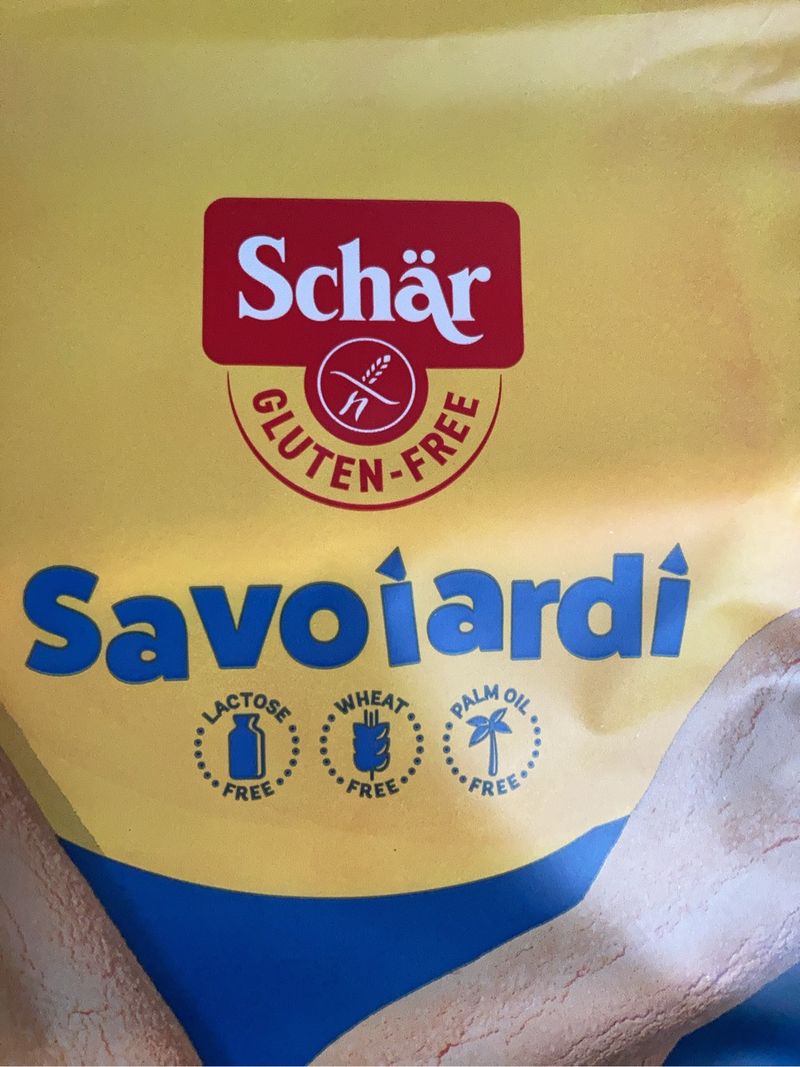 Schär
GLUTEN-FREE
Savoiardi
LACTOSE FREE
WHEAT FREE
PALM OIL FREE